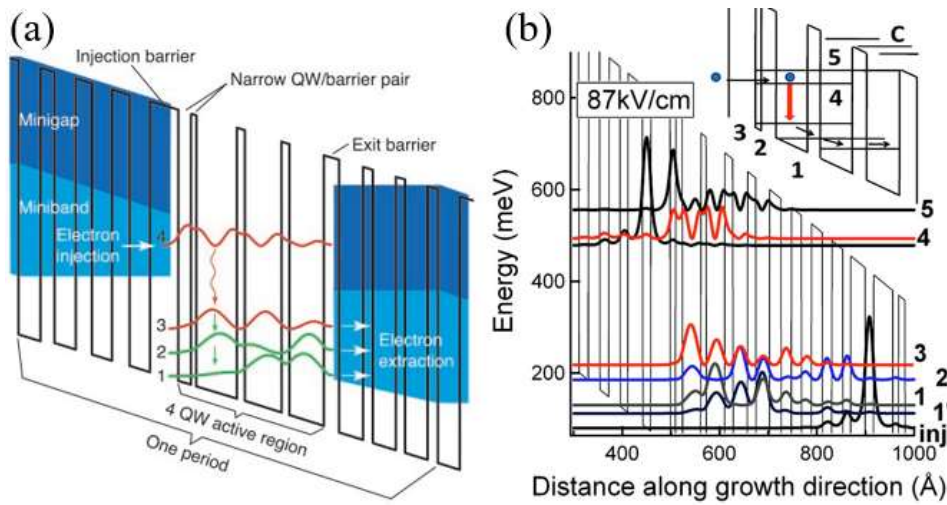 (a)
Injection barrier
Narrow QW/barrier pair
Exit barrier
Minigap
Miniband
Electron
injection
4
3
2
1
Electron
extraction
4 QW active region
One period
(b)
87kV/cm
C
5
4
3
2
1
800
600
400
200
Energy (meV)
5
4
3
2
1
1'
inj
400
600
800
1000
Distance along growth direction (Å)